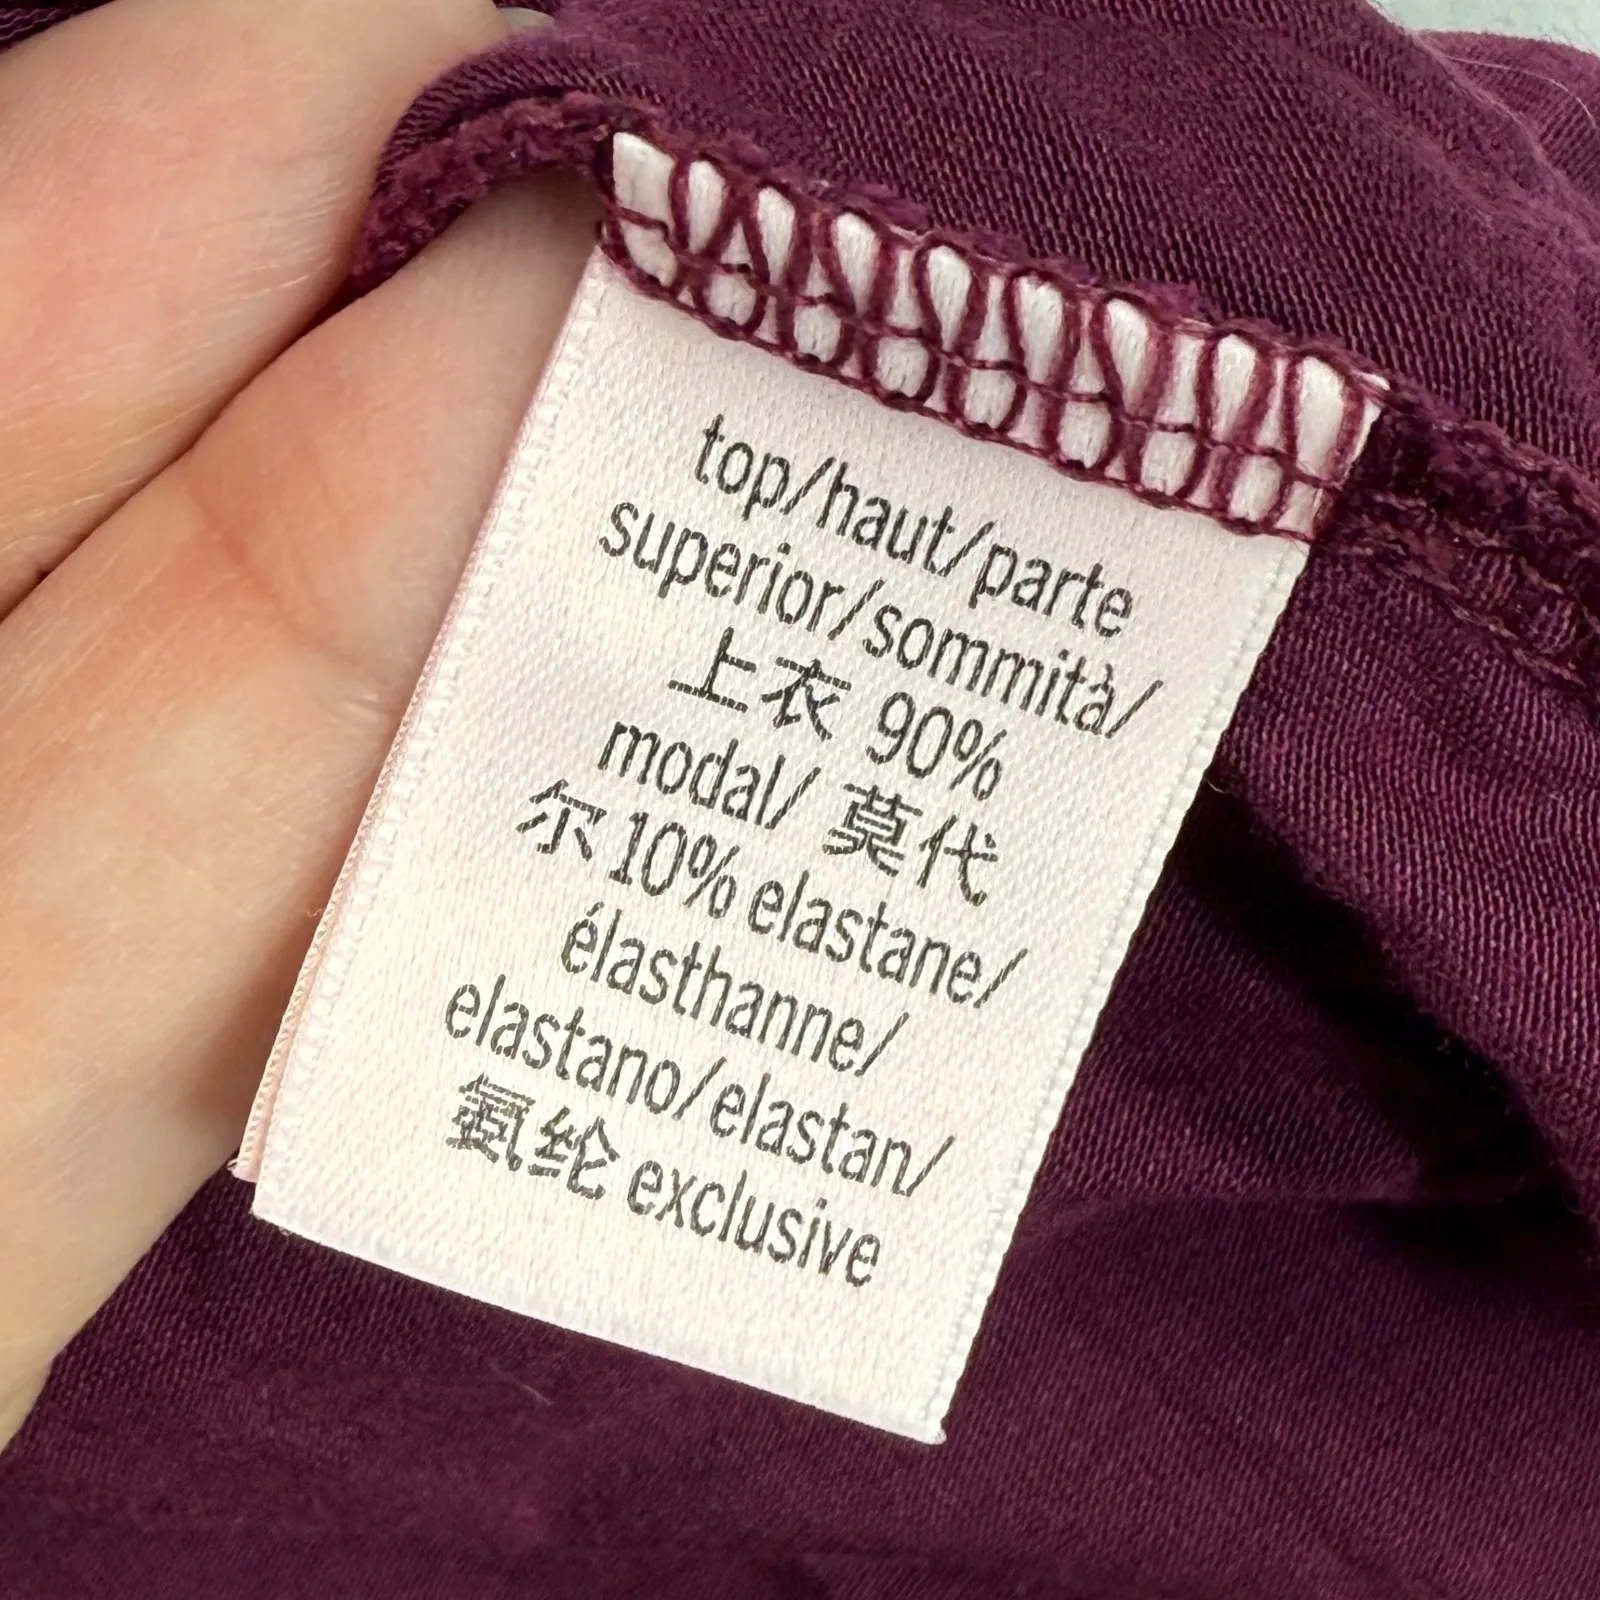 top/haut/parte
superior/sommità/
上衣 90%
modal/ 莫代
尔 10% elastane/
élasthanne/
elastano/elastan/
氨纶 exclusive